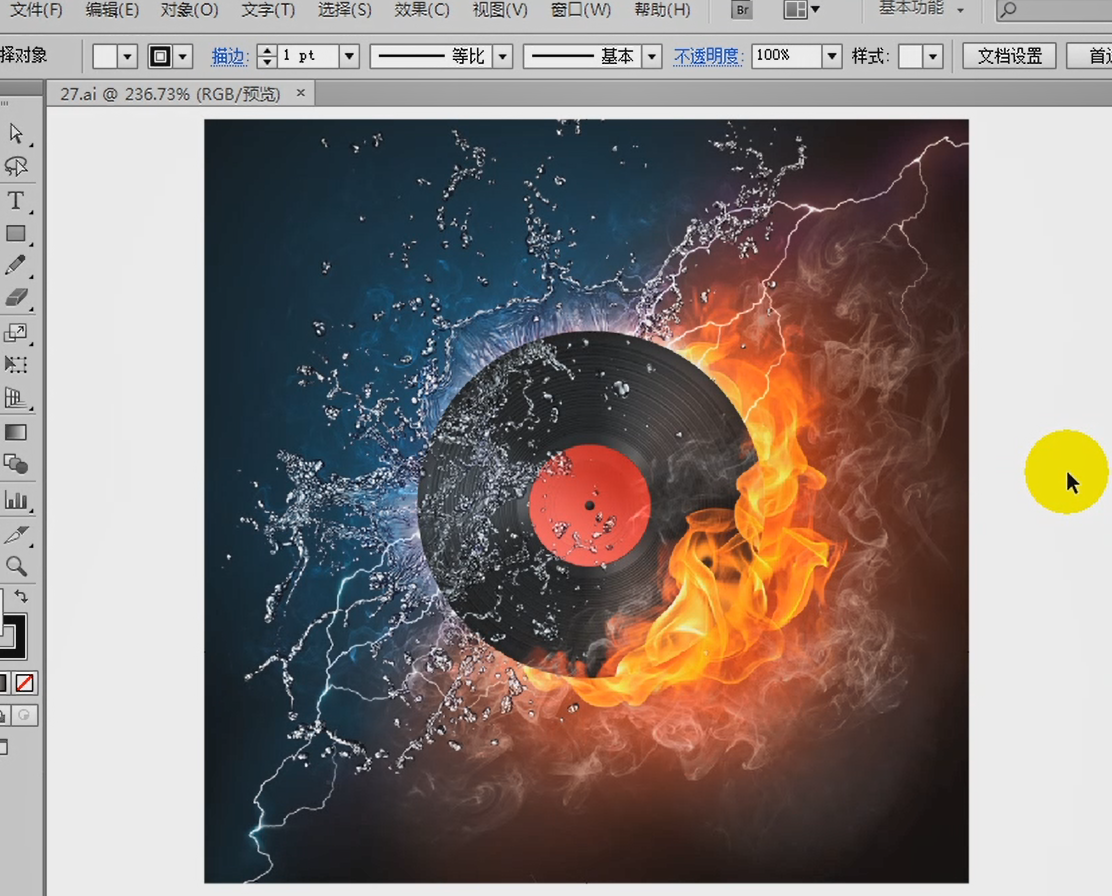 文件(F) 编辑(E) 对象(O) 文字(T) 选择(S) 效果(C) 视图(V) 窗口(W) 帮助(H) Br 基本功能
择对象 描边: 1 pt 等比 基本 不透明度: 100% 样式: 文档设置 首选
27.ai @ 236.73% (RGB/预览) ×
T